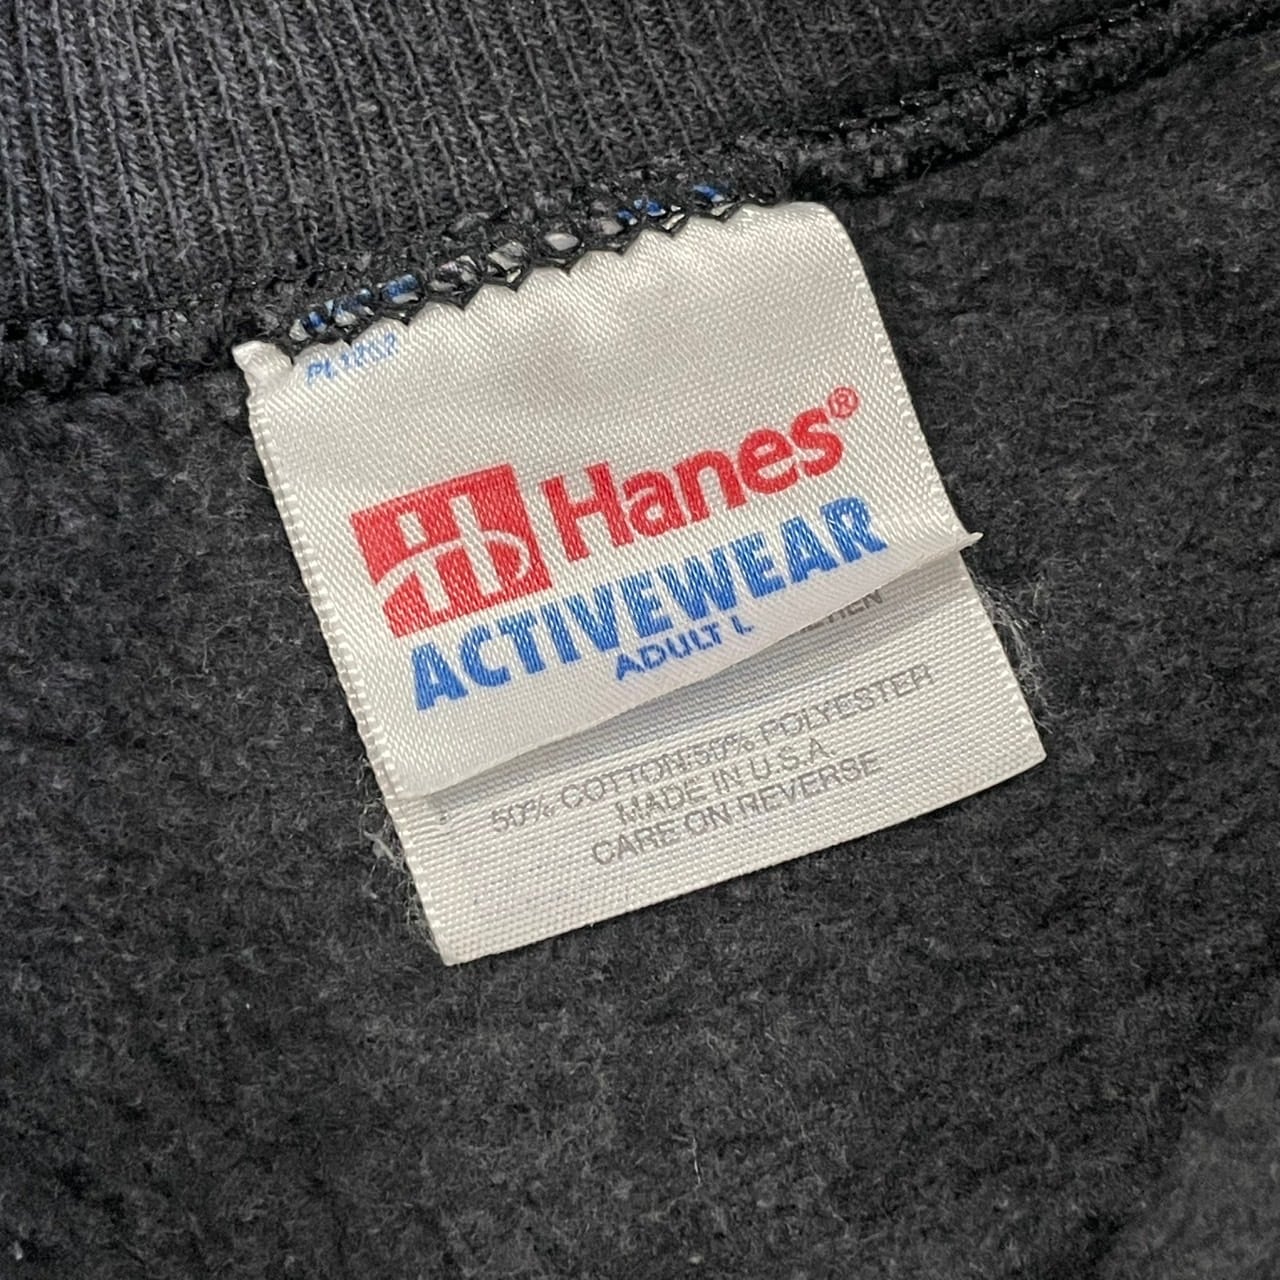 Hanes®
ACTIVEWEAR
ADULT L
50% COTTON/50% POLYESTER
MADE IN U.S.A.
CARE ON REVERSE